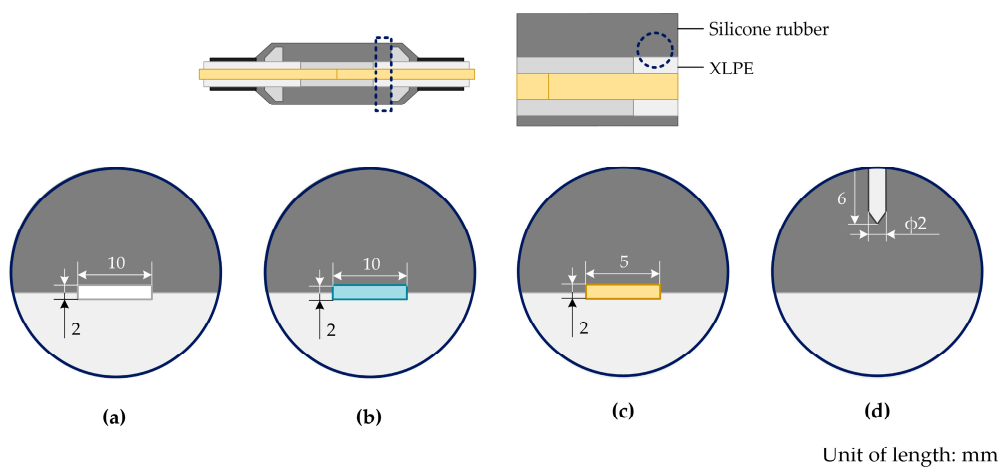 Silicone rubber
XLPE
10
2
10
2
5
2
6
ϕ2
(a)
(b)
(c)
(d)
Unit of length: mm